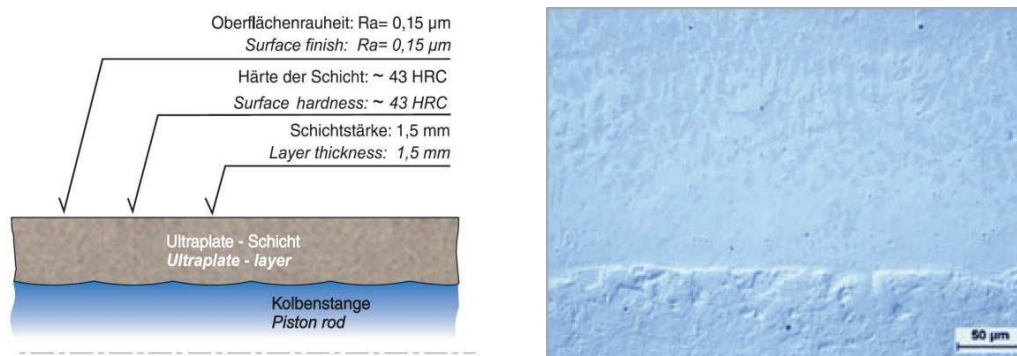 Oberflächenrauheit: Ra= 0,15 µm
Surface finish: Ra= 0,15 µm
Härte der Schicht: ~ 43 HRC
Surface hardness: ~ 43 HRC
Schichtstärke: 1,5 mm
Layer thickness: 1,5 mm
Ultraplate - Schicht
Ultraplate - layer
Kolbenstange
Piston rod
50 µm